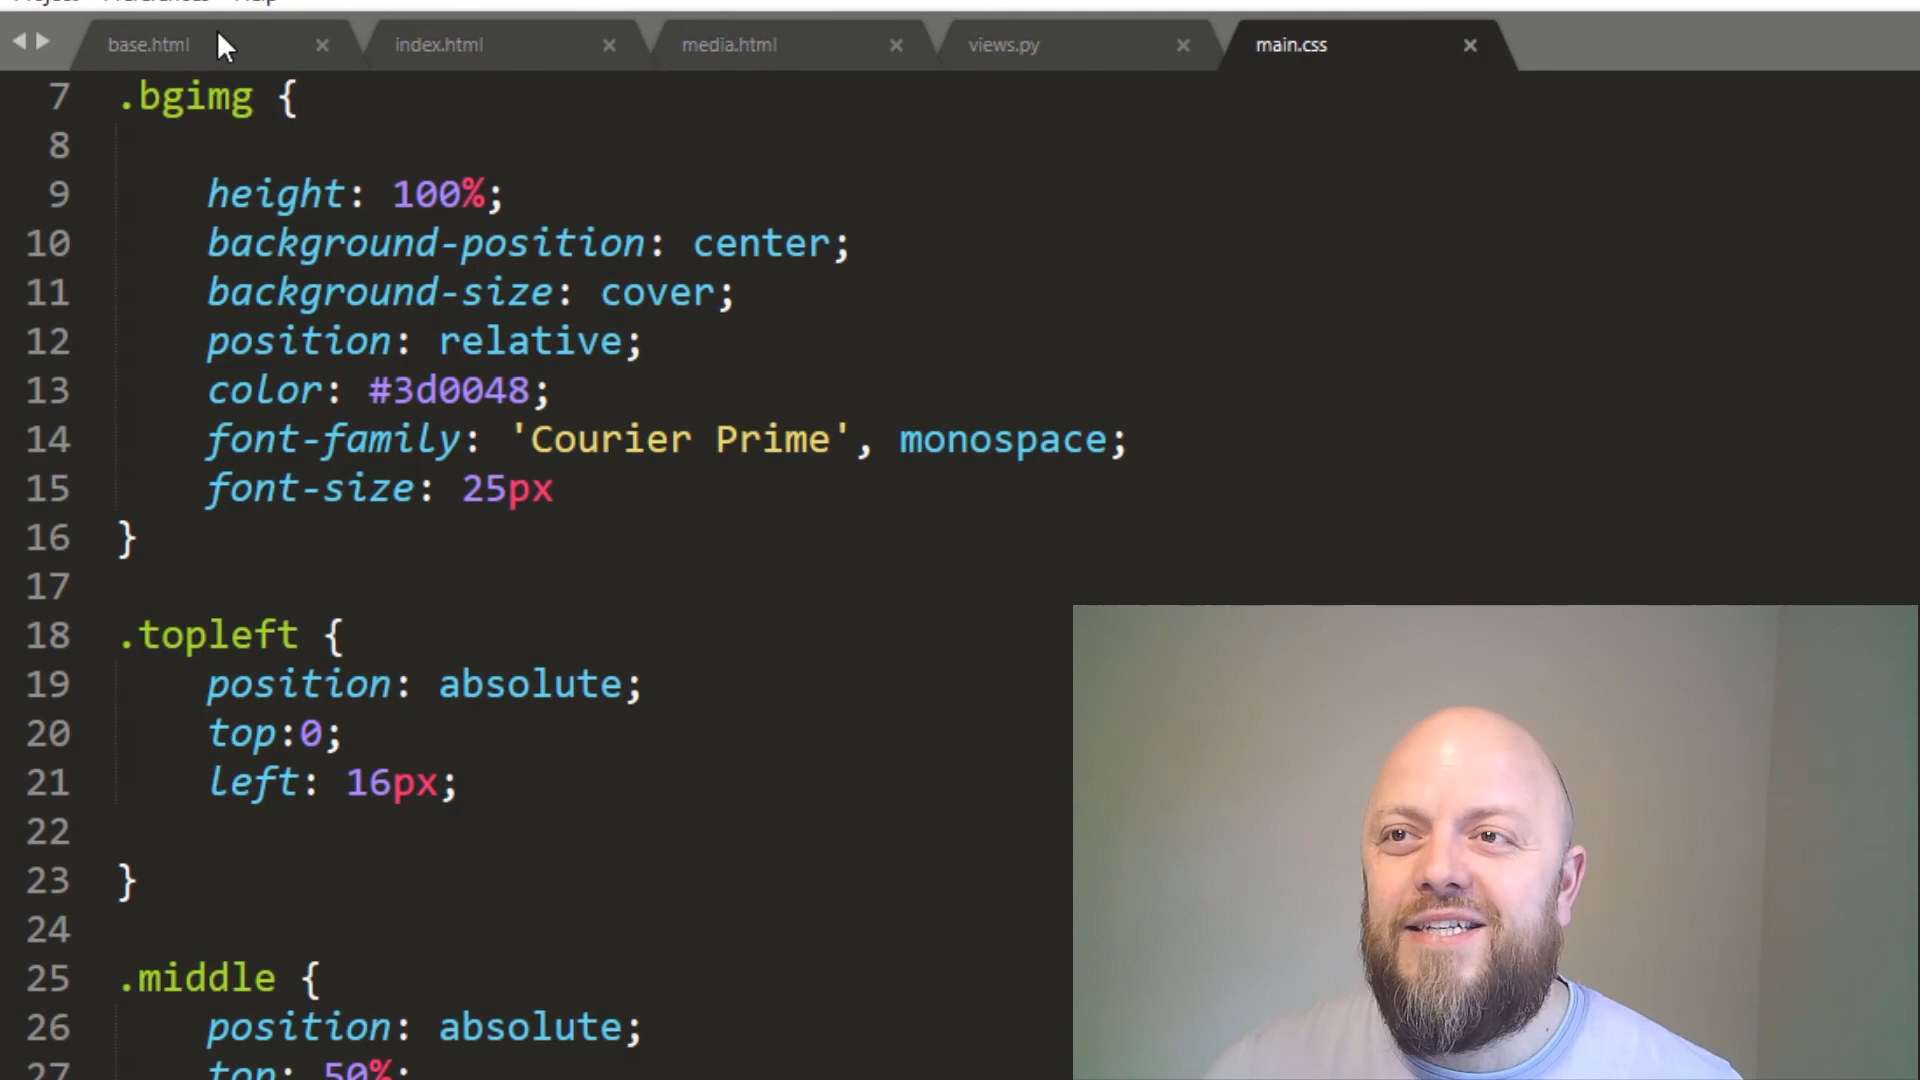 base.html × index.html × media.html × views.py × main.css ×
7 .bgimg {
8
9 height: 100%;
10 background-position: center;
11 background-size: cover;
12 position: relative;
13 color: #3d0048;
14 font-family: 'Courier Prime', monospace;
15 font-size: 25px
16 }
17
18 .topleft {
19 position: absolute;
20 top:0;
21 left: 16px;
22
23 }
24
25 .middle {
26 position: absolute;
27 top: 50%;